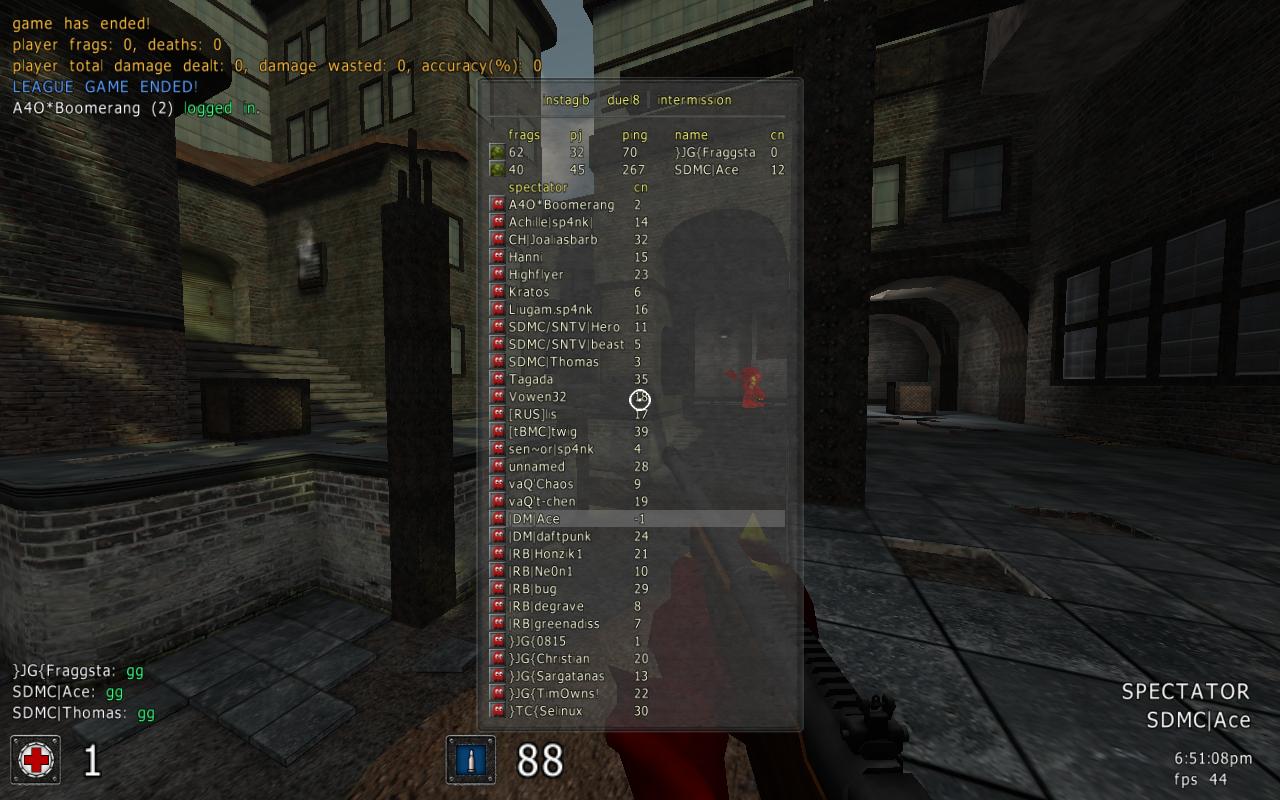 game has ended!
player frags: 0, deaths: 0
player total damage dealt: 0, damage wasted: 0, accuracy(%): 0
LEAGUE GAME ENDED!
A4O*Boomerang (2) logged in.
instagib duel8 intermission
frags pj ping name cn
62 32 70 }JG{Fraggsta 0
40 45 267 SDMC|Ace 12
spectator cn
A4O*Boomerang 2
Achille|sp4nk| 14
CH|Joaliasbarb 32
Hanni 15
Highflyer 23
Kratos 6
Liugam.sp4nk 16
SDMC/SNTV|Hero 11
SDMC/SNTV|beast 5
SDMC|Thomas 3
Tagada 35
Vowen32 18
[RUS]lis 17
[tBMC]twig 39
sen~or|sp4nk 4
unnamed 28
vaQ'Chaos 9
vaQ't-chen 19
|DM|Ace -1
|DM|daftpunk 24
|RB|Honzik1 21
|RB|Ne0n1 10
|RB|bug 29
|RB|degrave 8
|RB|greenadiss 7
}JG{0815 1
}JG{Christian 20
}JG{Sargatanas 13
}JG{TimOwns! 22
}TC{Selinux 30
}JG{Fraggsta: gg
SDMC|Ace: gg
SDMC|Thomas: gg
1
88
SPECTATOR
SDMC|Ace
6:51:08pm
fps 44